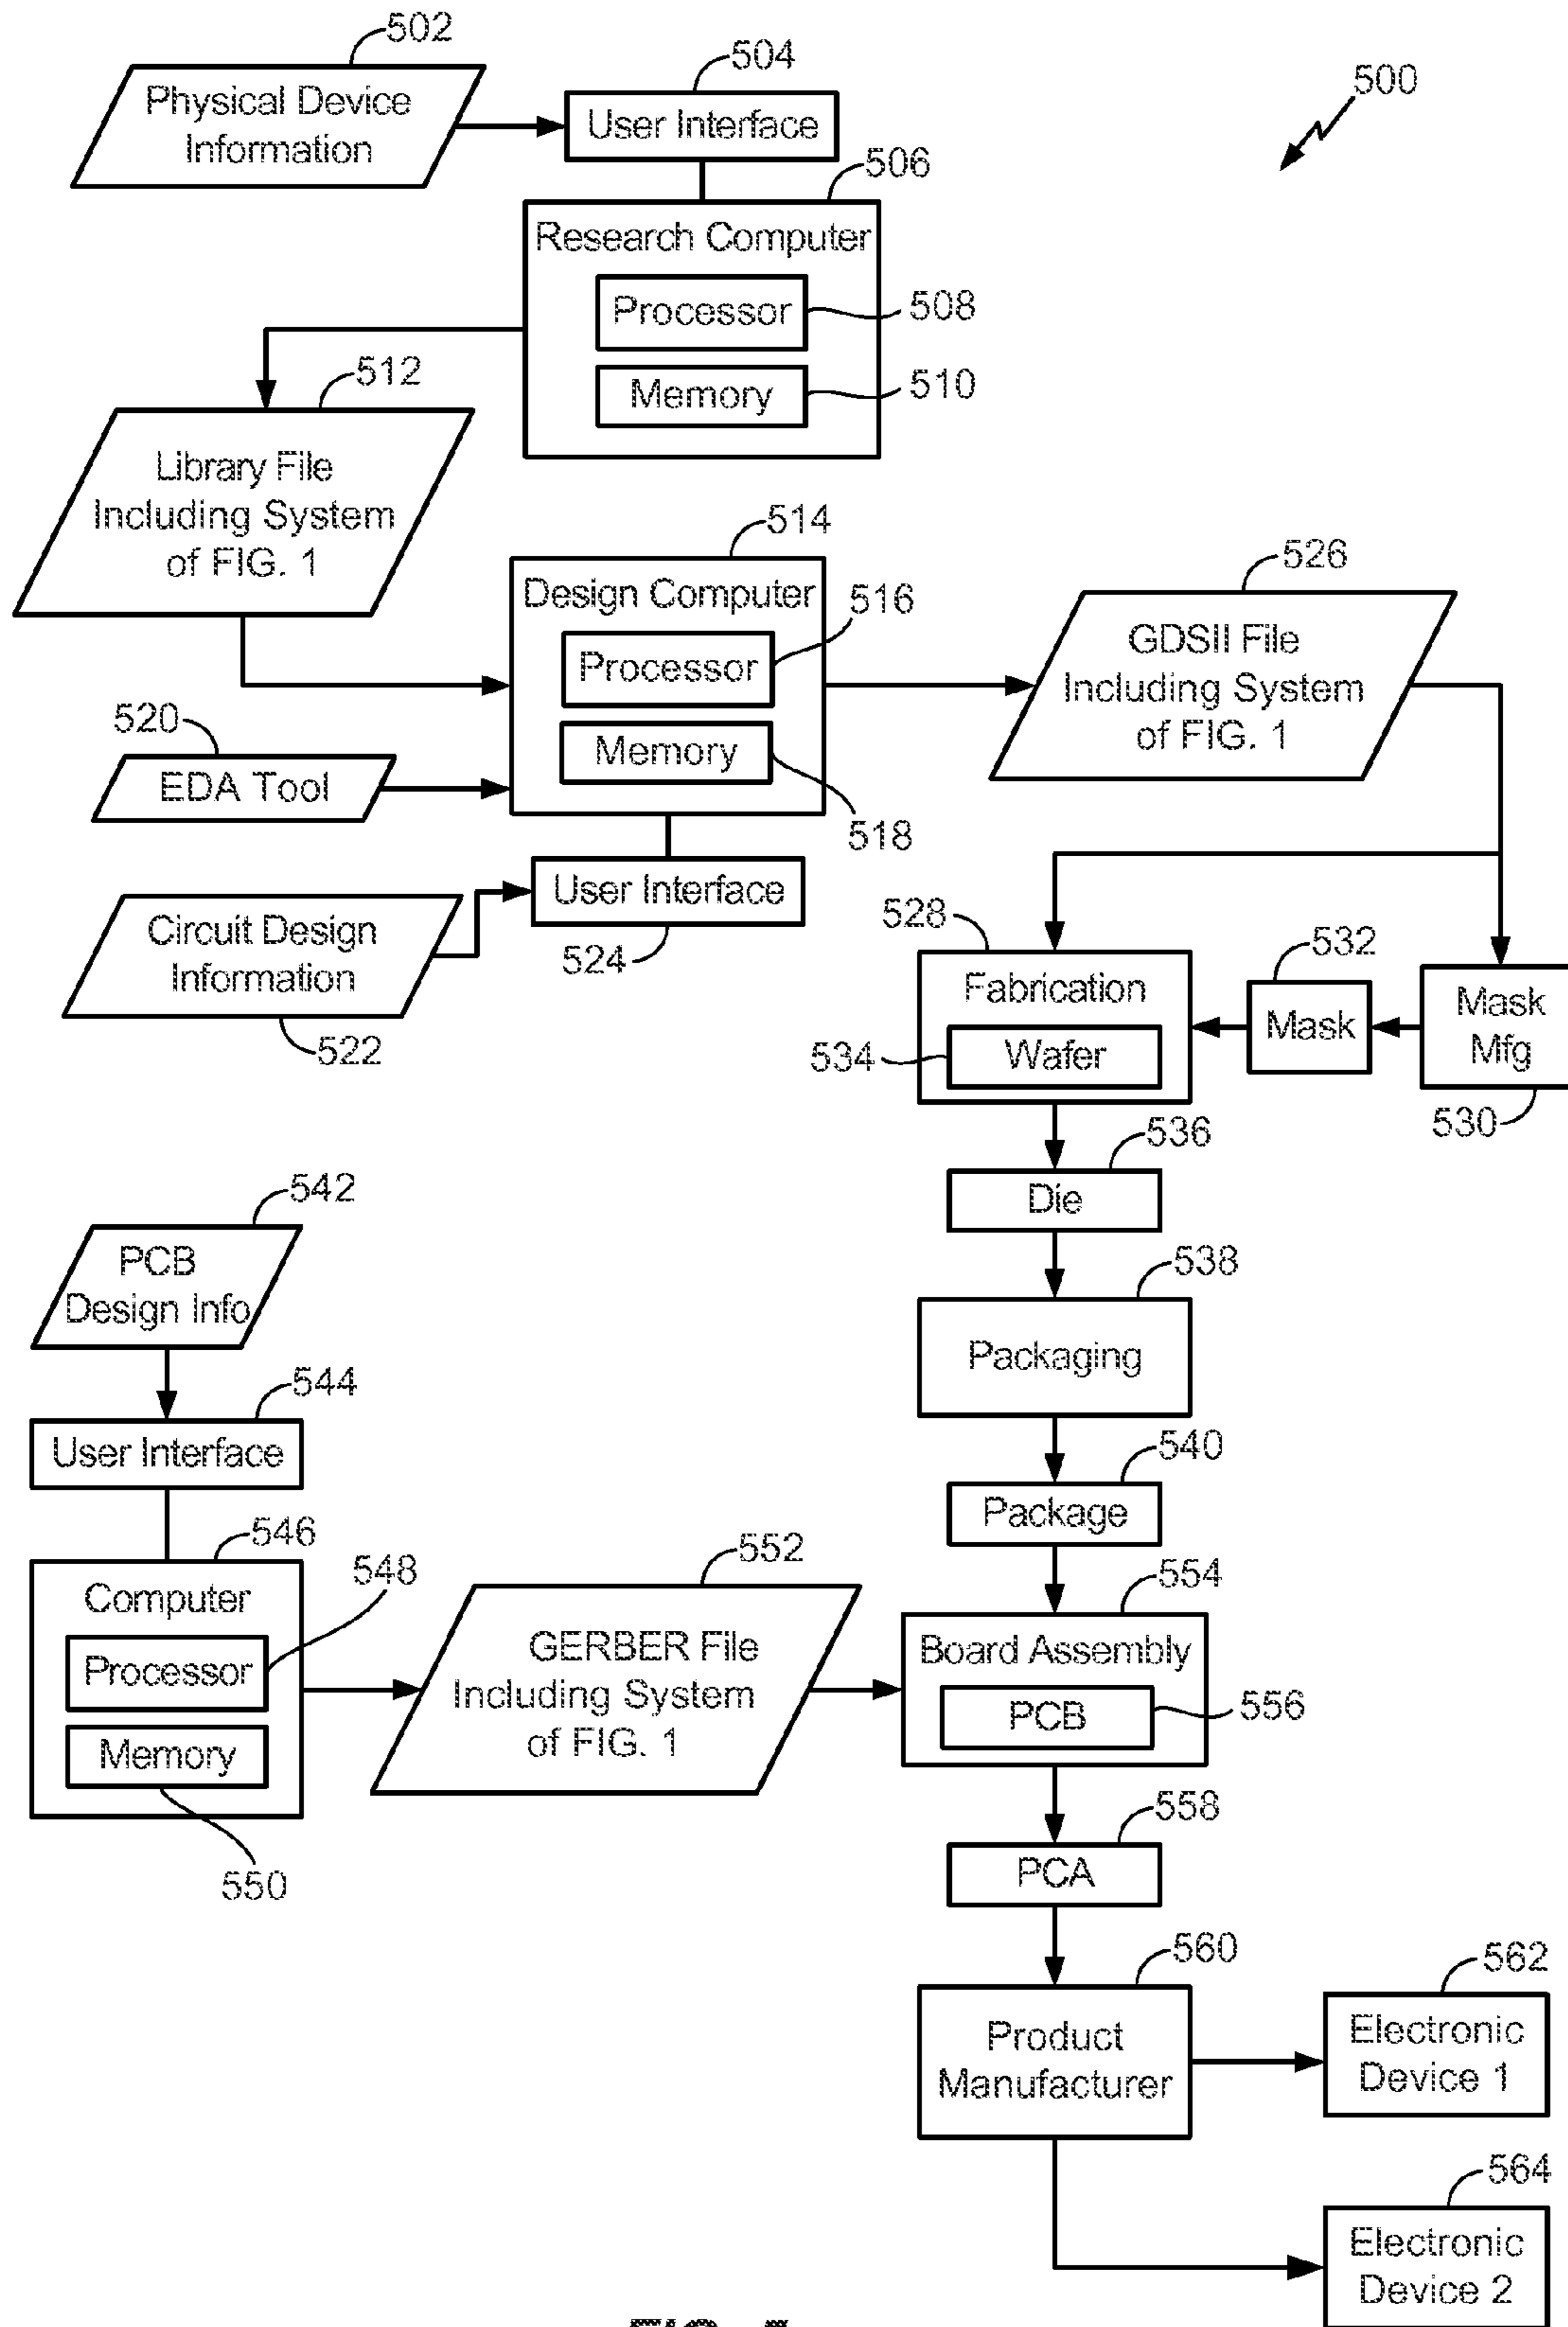 502
Physical Device
Information
504
User Interface
500
506
Research Computer
Processor
508
Memory
510
512
Library File
Including System
of FIG. 1
514
Design Computer
516
Processor
Memory
518
520
EDA Tool
526
GDSII File
Including System
of FIG. 1
Circuit Design
Information
522
User Interface
524
528
Fabrication
534
Wafer
532
Mask
Mask
Mfg
530
536
Die
538
Packaging
540
Package
542
PCB
Design Info
544
User Interface
546
Computer
548
Processor
Memory
550
552
GERBER File
Including System
of FIG. 1
554
Board Assembly
PCB
556
558
PCA
560
Product
Manufacturer
562
Electronic
Device 1
564
Electronic
Device 2